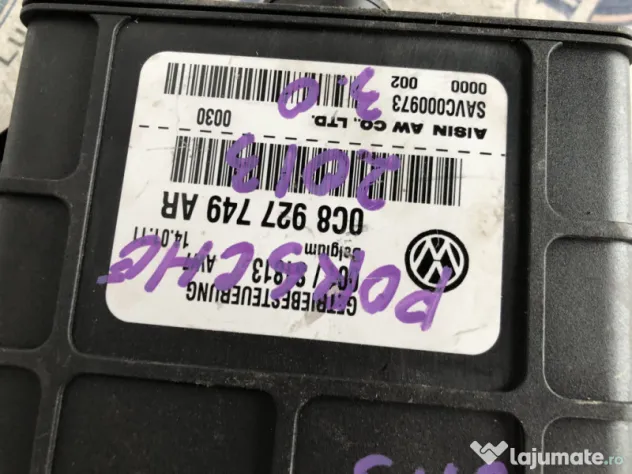 GETRIEBESTEUERUNG
Belgium 14.01.11
0C8 927 749 AR
AISIN AW CO., LTD. 0030
SAVC000973 002 0000
PORSCHE
2013
3.0
lajumate.ro